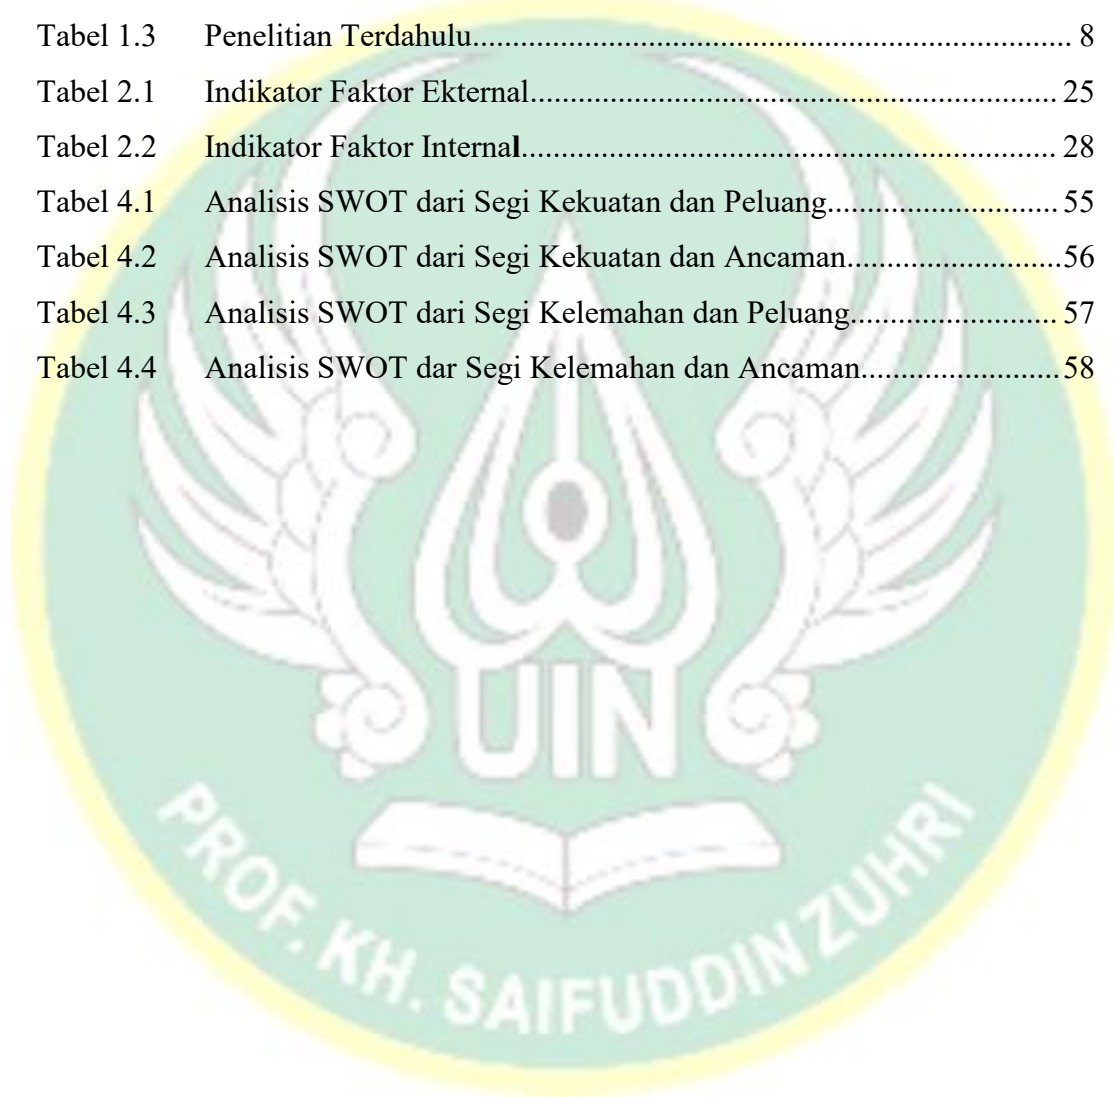 Tabel 1.3 Penelitian Terdahulu........................................................................... 8
Tabel 2.1 Indikator Faktor Ekternal.................................................................. 25
Tabel 2.2 Indikator Faktor Internal................................................................... 28
Tabel 4.1 Analisis SWOT dari Segi Kekuatan dan Peluang............................. 55
Tabel 4.2 Analisis SWOT dari Segi Kekuatan dan Ancaman...........................56
Tabel 4.3 Analisis SWOT dari Segi Kelemahan dan Peluang.......................... 57
Tabel 4.4 Analisis SWOT dar Segi Kelemahan dan Ancaman.........................58
UIN
PROF. KH. SAIFUDDIN ZUHRI